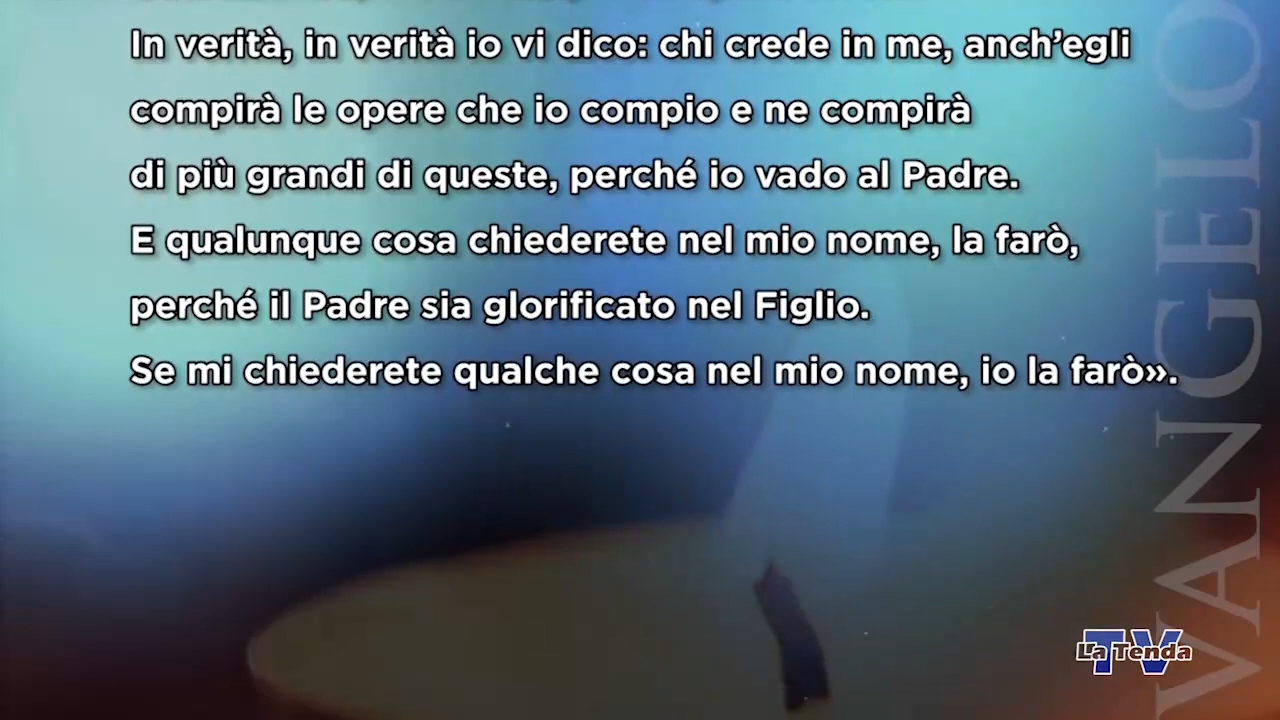 In verità, in verità io vi dico: chi crede in me, anch’egli
compirà le opere che io compio e ne compirà
di più grandi di queste, perché io vado al Padre.
E qualunque cosa chiederete nel mio nome, la farò,
perché il Padre sia glorificato nel Figlio.
Se mi chiederete qualche cosa nel mio nome, io la farò».
VANGELO
TV
La Tenda